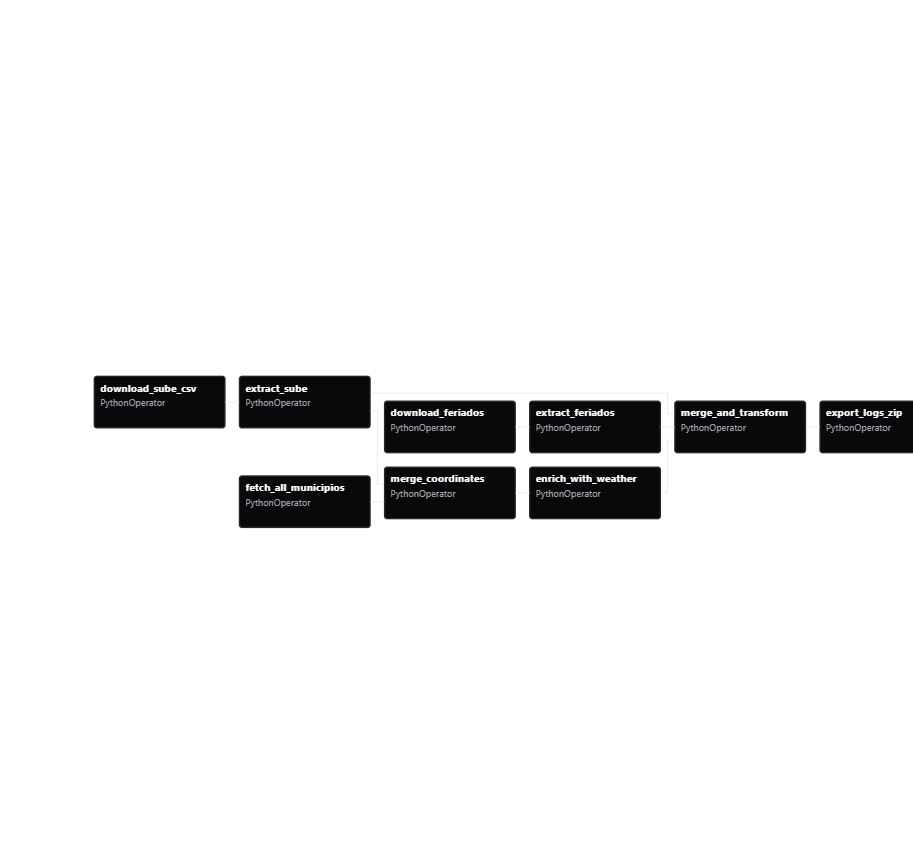 download_sube_csv
PythonOperator
extract_sube
PythonOperator
download_feriados
PythonOperator
extract_feriados
PythonOperator
merge_and_transform
PythonOperator
export_logs_zip
PythonOperator
fetch_all_municipios
PythonOperator
merge_coordinates
PythonOperator
enrich_with_weather
PythonOperator